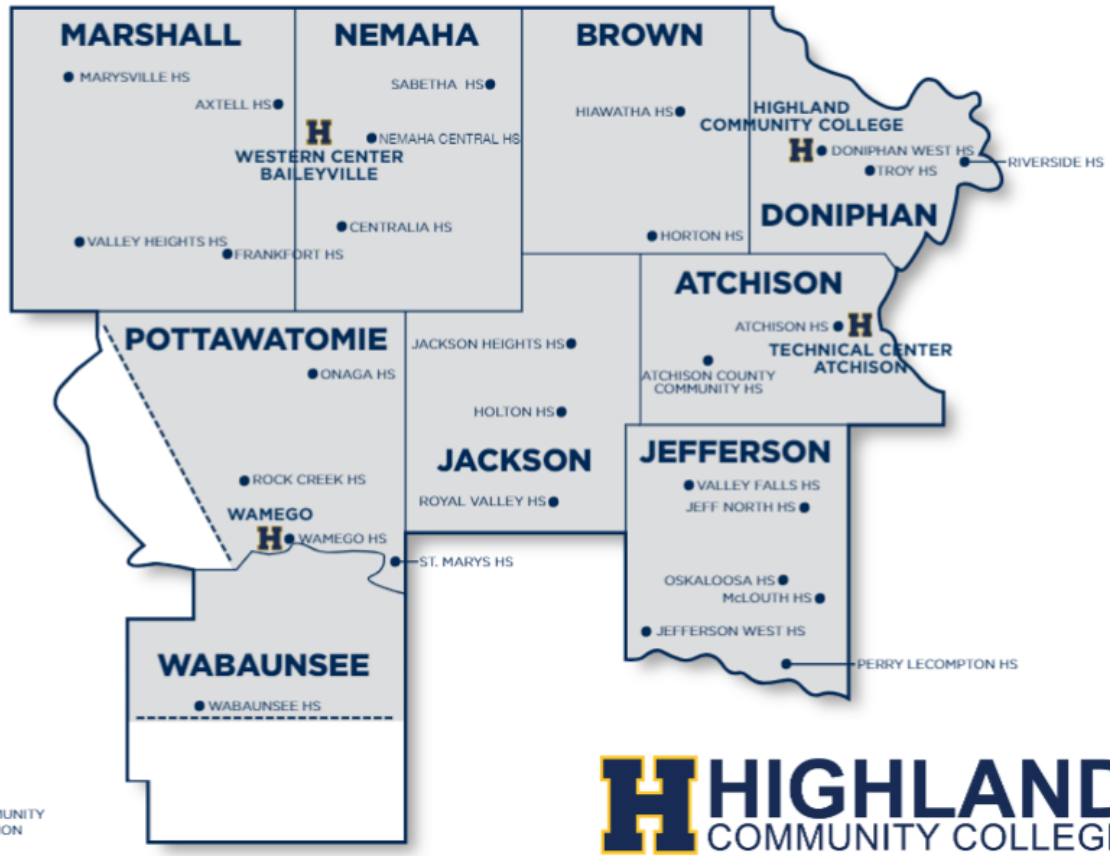 MARSHALL
NEMAHA
BROWN
MARYSVILLE HS
SABETHA HS
AXTELL HS
HIAWATHA HS
HIGHLAND
COMMUNITY COLLEGE
H
NEMAHA CENTRAL HS
H
DONIPHAN WEST HS
RIVERSIDE HS
WESTERN CENTER
BAILEYVILLE
TROY HS
DONIPHAN
CENTRALIA HS
HORTON HS
VALLEY HEIGHTS HS
FRANKFORT HS
ATCHISON
POTTAWATOMIE
ATCHISON HS
H
JACKSON HEIGHTS HS
TECHNICAL CENTER
ATCHISON
ONAGA HS
ATCHISON COUNTY
COMMUNITY HS
HOLTON HS
JACKSON
JEFFERSON
ROCK CREEK HS
VALLEY FALLS HS
ROYAL VALLEY HS
JEFF NORTH HS
WAMEGO
H
WAMEGO HS
ST. MARYS HS
OSKALOOSA HS
McLOUTH HS
JEFFERSON WEST HS
WABAUNSEE
PERRY LECOMPTON HS
WABAUNSEE HS
H
HIGHLAND
COMMUNITY COLLEGE